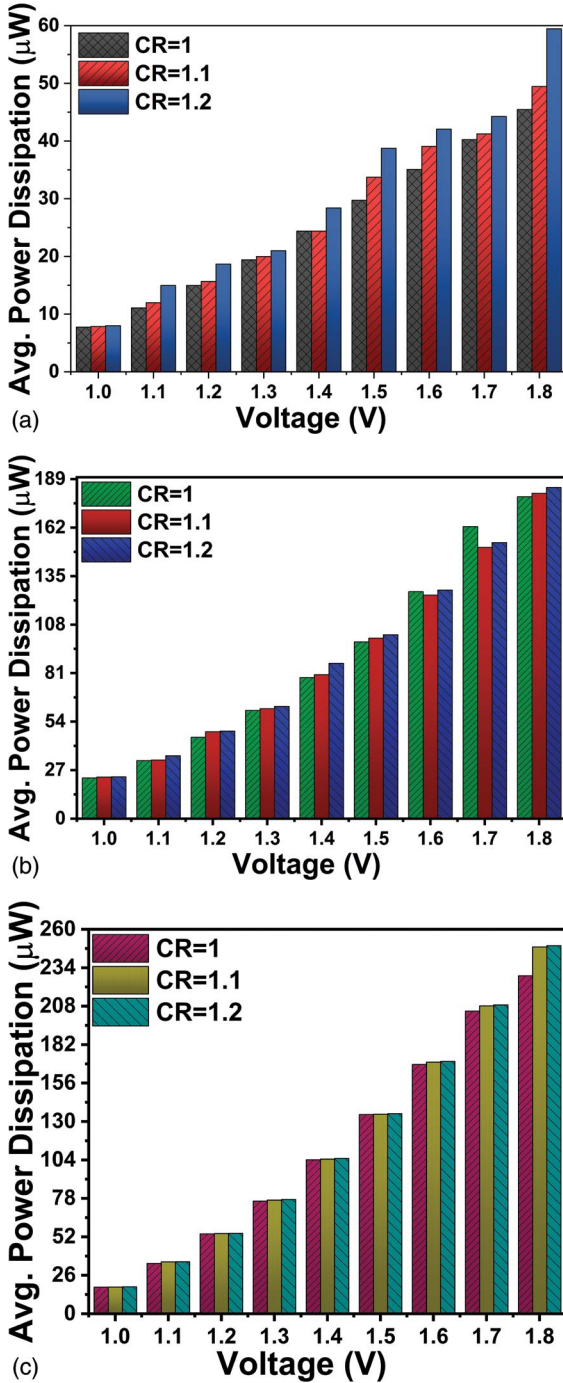 Avg. Power Dissipation (μW)
60
50
40
30
20
10
0
CR=1
CR=1.1
CR=1.2
1.0 1.1 1.2 1.3 1.4 1.5 1.6 1.7 1.8
Voltage (V)
(a)
Avg. Power Dissipation (μW)
189
162
135
108
81
54
27
0
CR=1
CR=1.1
CR=1.2
1.0 1.1 1.2 1.3 1.4 1.5 1.6 1.7 1.8
Voltage (V)
(b)
Avg. Power Dissipation (μW)
260
234
208
182
156
130
104
78
52
26
0
CR=1
CR=1.1
CR=1.2
1.0 1.1 1.2 1.3 1.4 1.5 1.6 1.7 1.8
Voltage (V)
(c)